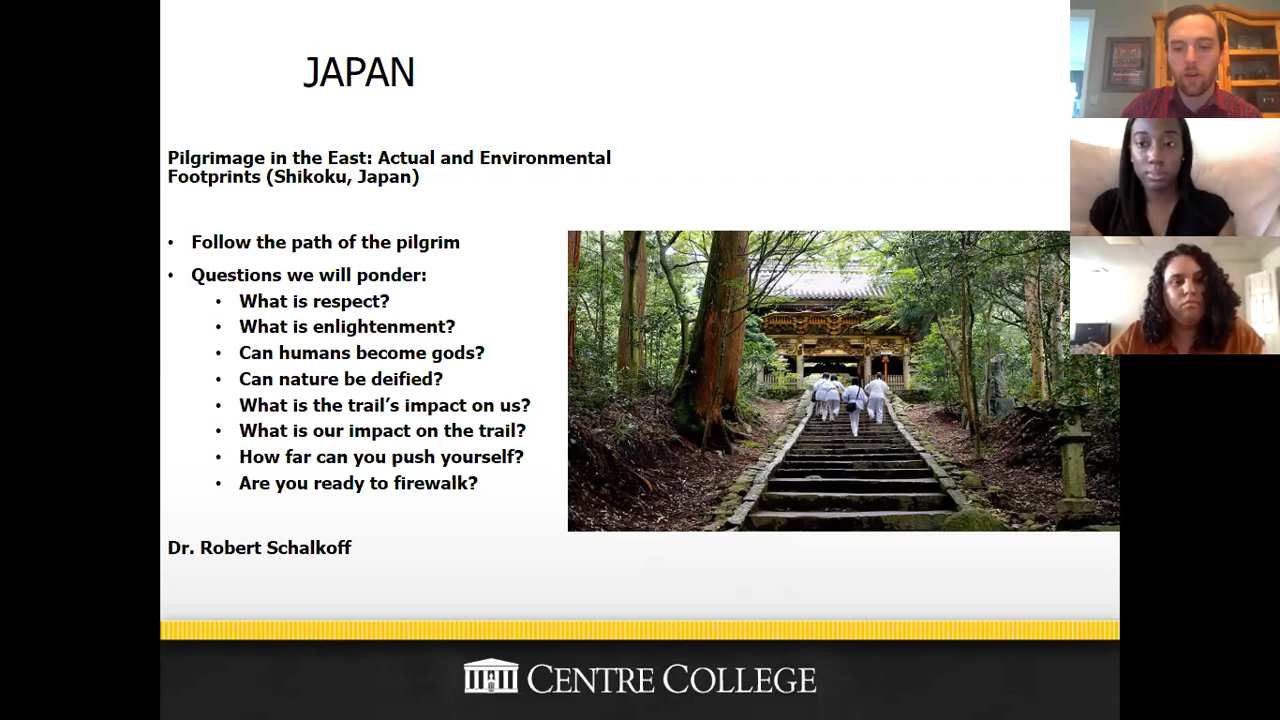 JAPAN
Pilgrimage in the East: Actual and Environmental
Footprints (Shikoku, Japan)
• Follow the path of the pilgrim
• Questions we will ponder:
• What is respect?
• What is enlightenment?
• Can humans become gods?
• Can nature be deified?
• What is the trail’s impact on us?
• What is our impact on the trail?
• How far can you push yourself?
• Are you ready to firewalk?
Dr. Robert Schalkoff
CENTRE COLLEGE